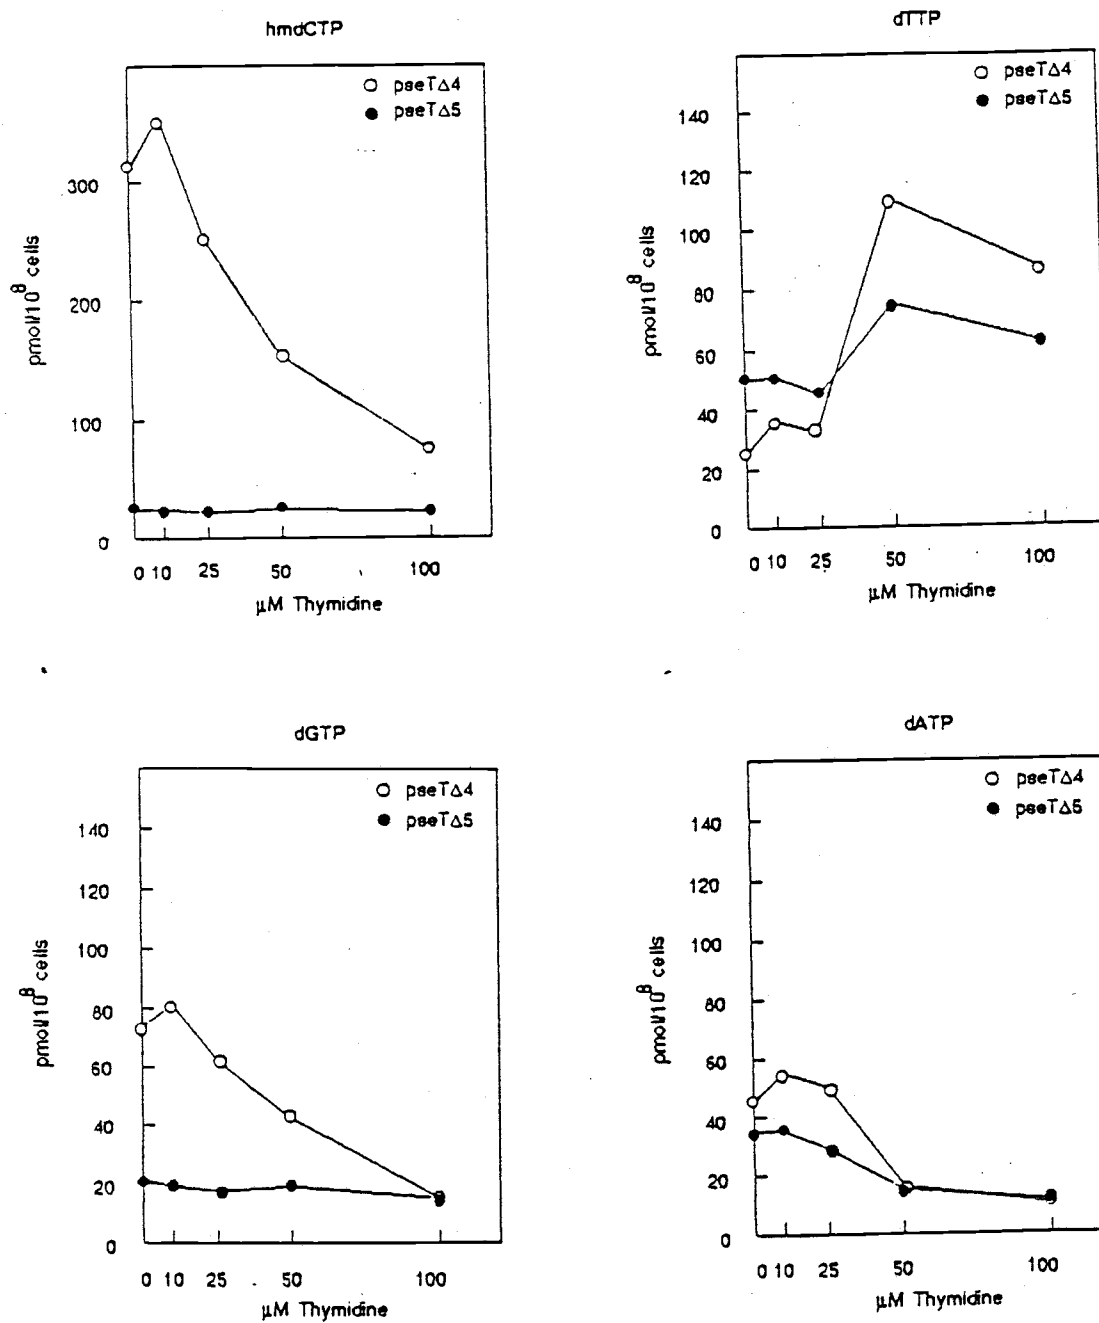 hmdCTP
○ pseTΔ4
● pseTΔ5
300
200
100
0
pmol/10⁸ cells
0 10 25 50 100
μM Thymidine
dTTP
○ pseTΔ4
● pseTΔ5
140
120
100
80
60
40
20
0
pmol/10⁸ cells
0 10 25 50 100
μM Thymidine
dGTP
○ pseTΔ4
● pseTΔ5
140
120
100
80
60
40
20
0
pmol/10⁸ cells
0 10 25 50 100
μM Thymidine
dATP
○ pseTΔ4
● pseTΔ5
140
120
100
80
60
40
20
0
pmol/10⁸ cells
0 10 25 50 100
μM Thymidine